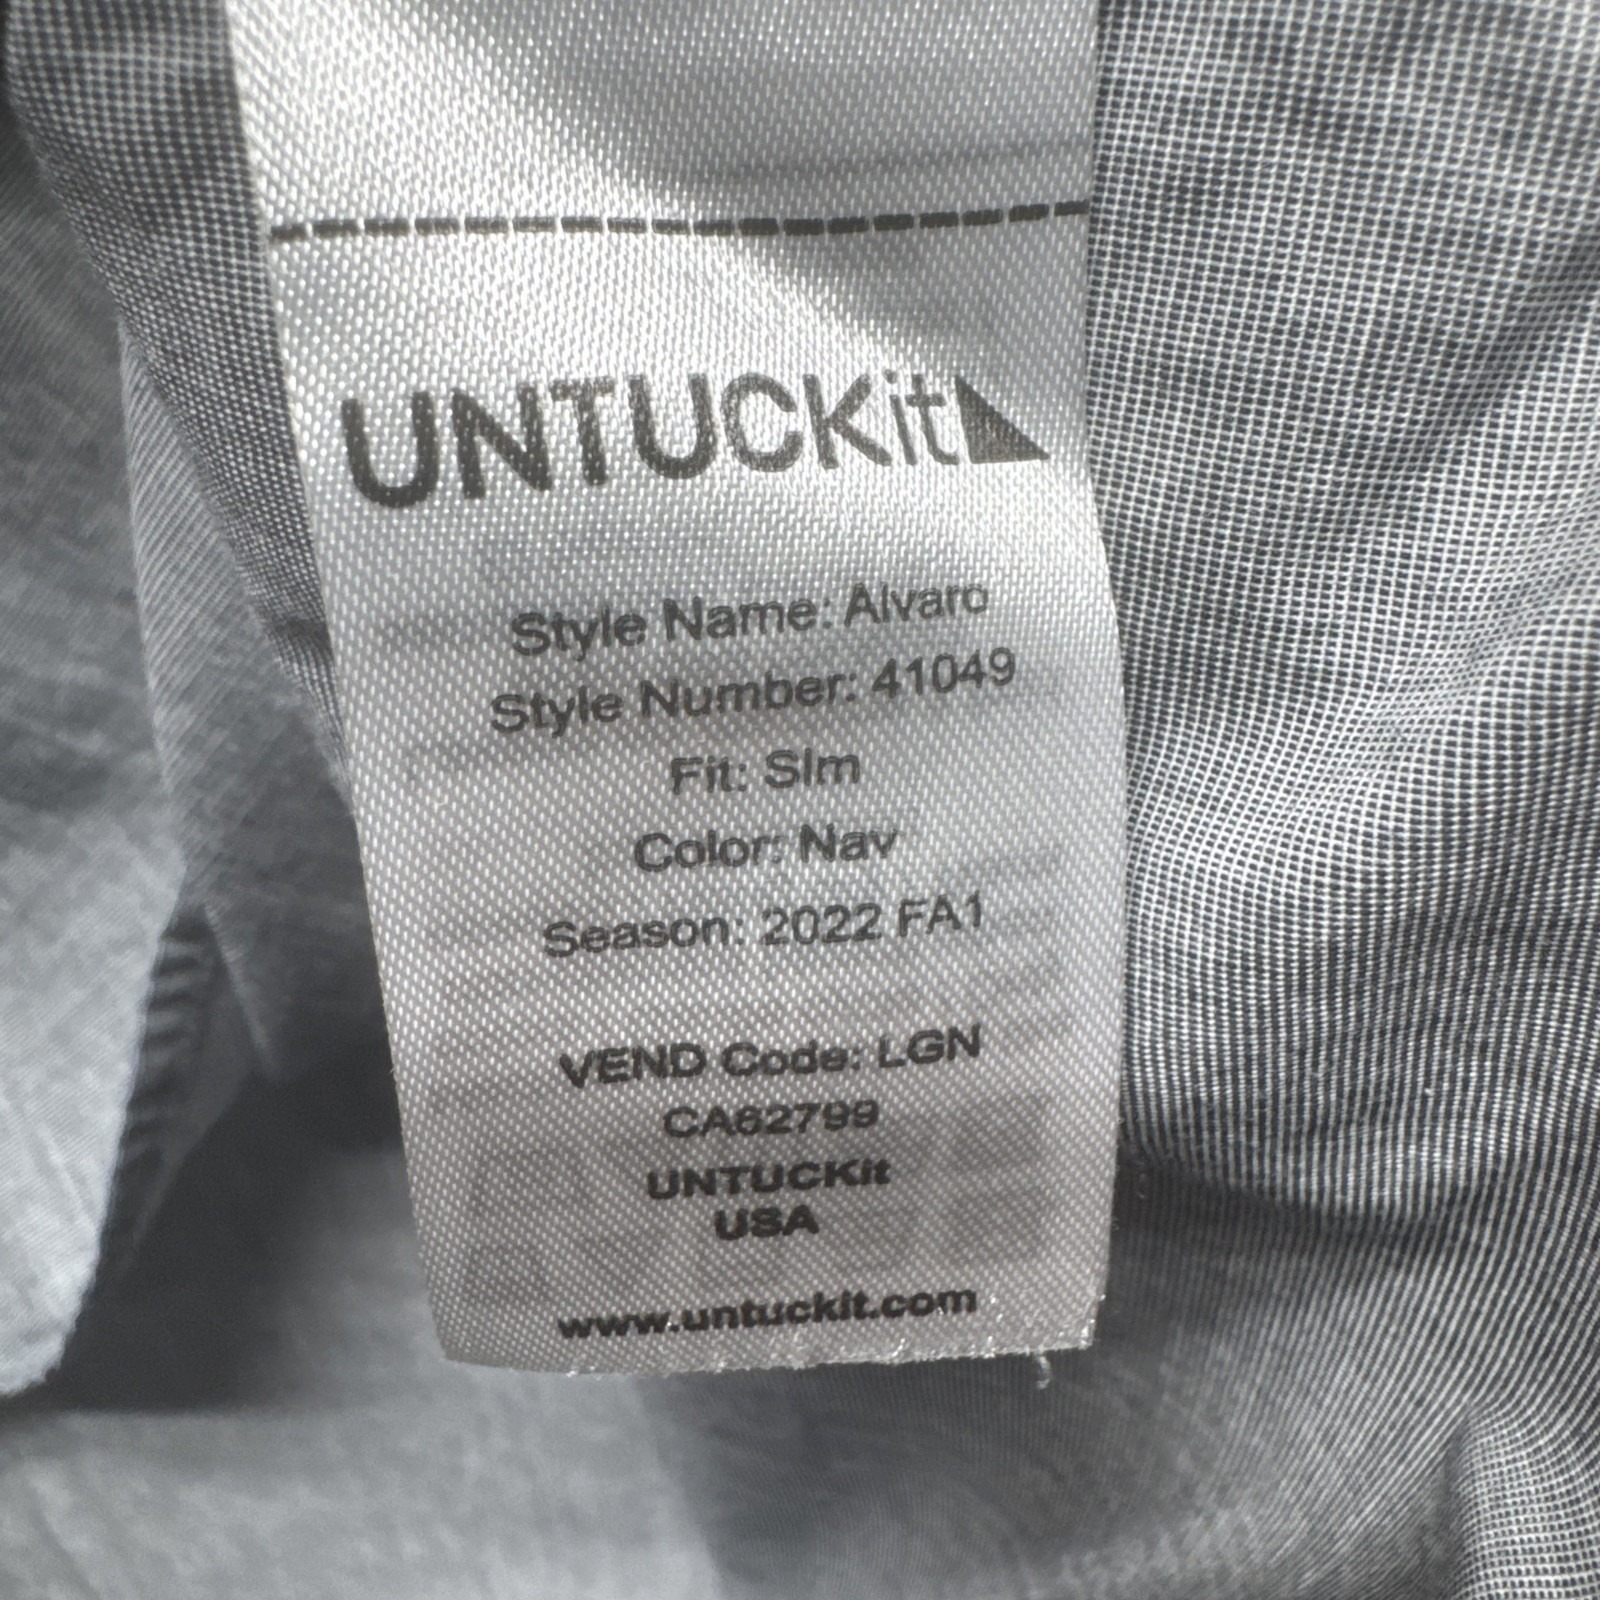 UNTUCKit
Style Name: Alvaro
Style Number: 41049
Fit: Slm
Color: Nav
Season: 2022 FA1
VEND Code: LGN
CA62799
UNTUCKit
USA
www.untuckit.com